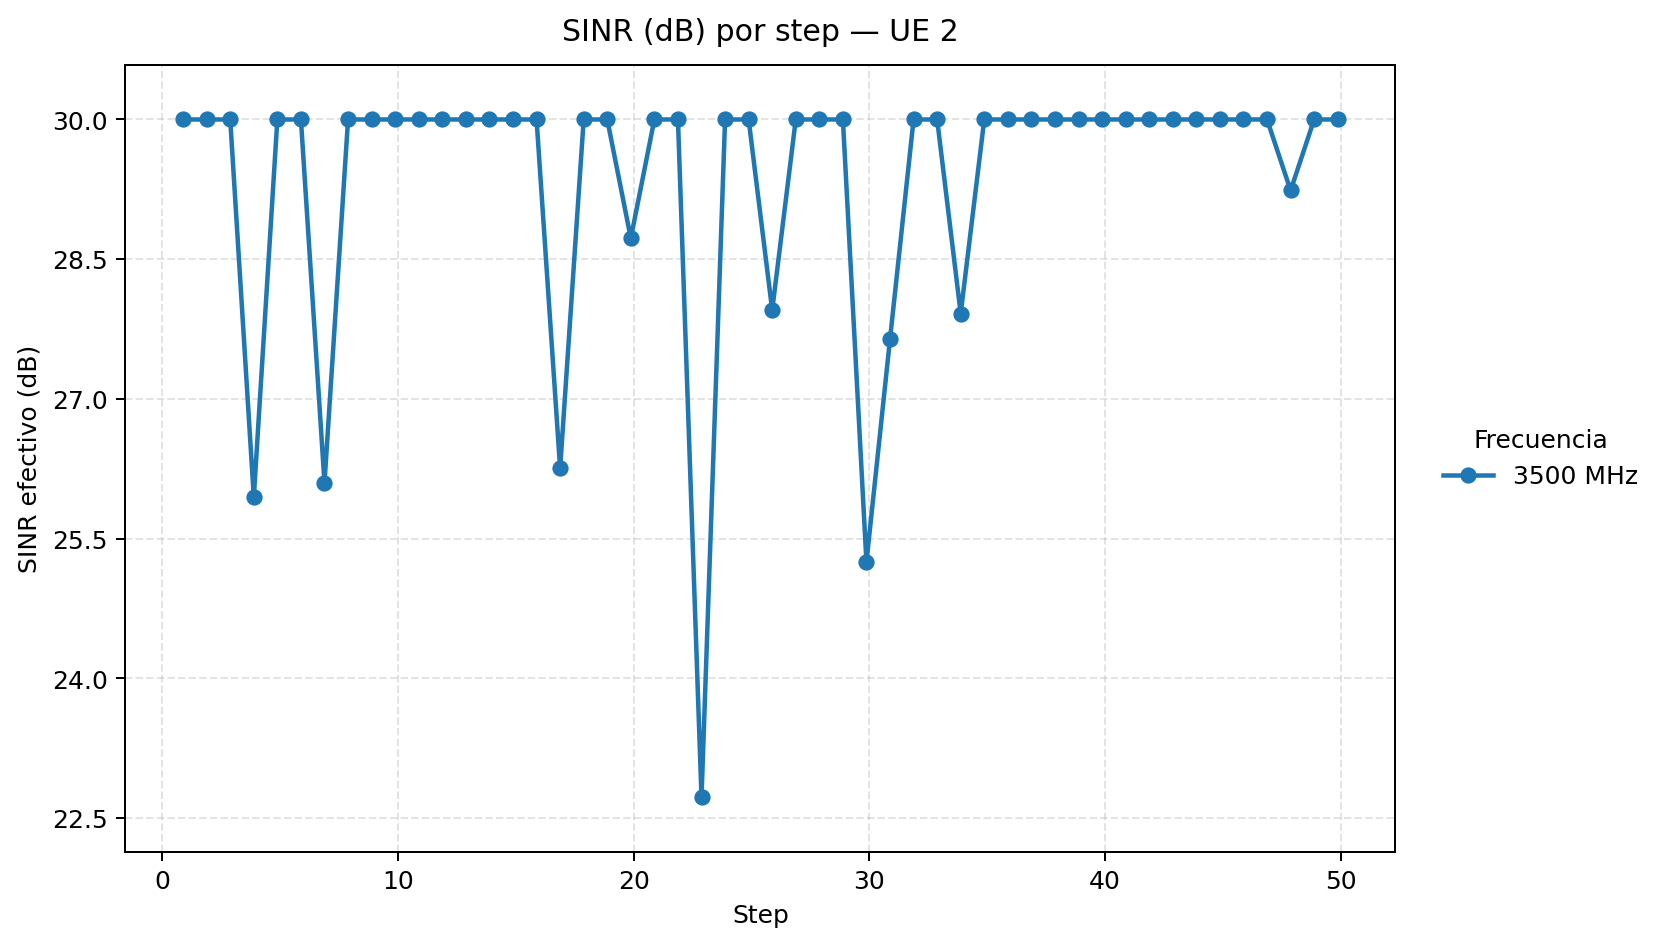 SINR (dB) por step — UE 2
30.0
28.5
27.0
25.5
24.0
22.5
SINR efectivo (dB)
0 10 20 30 40 50
Step
Frecuencia
3500 MHz